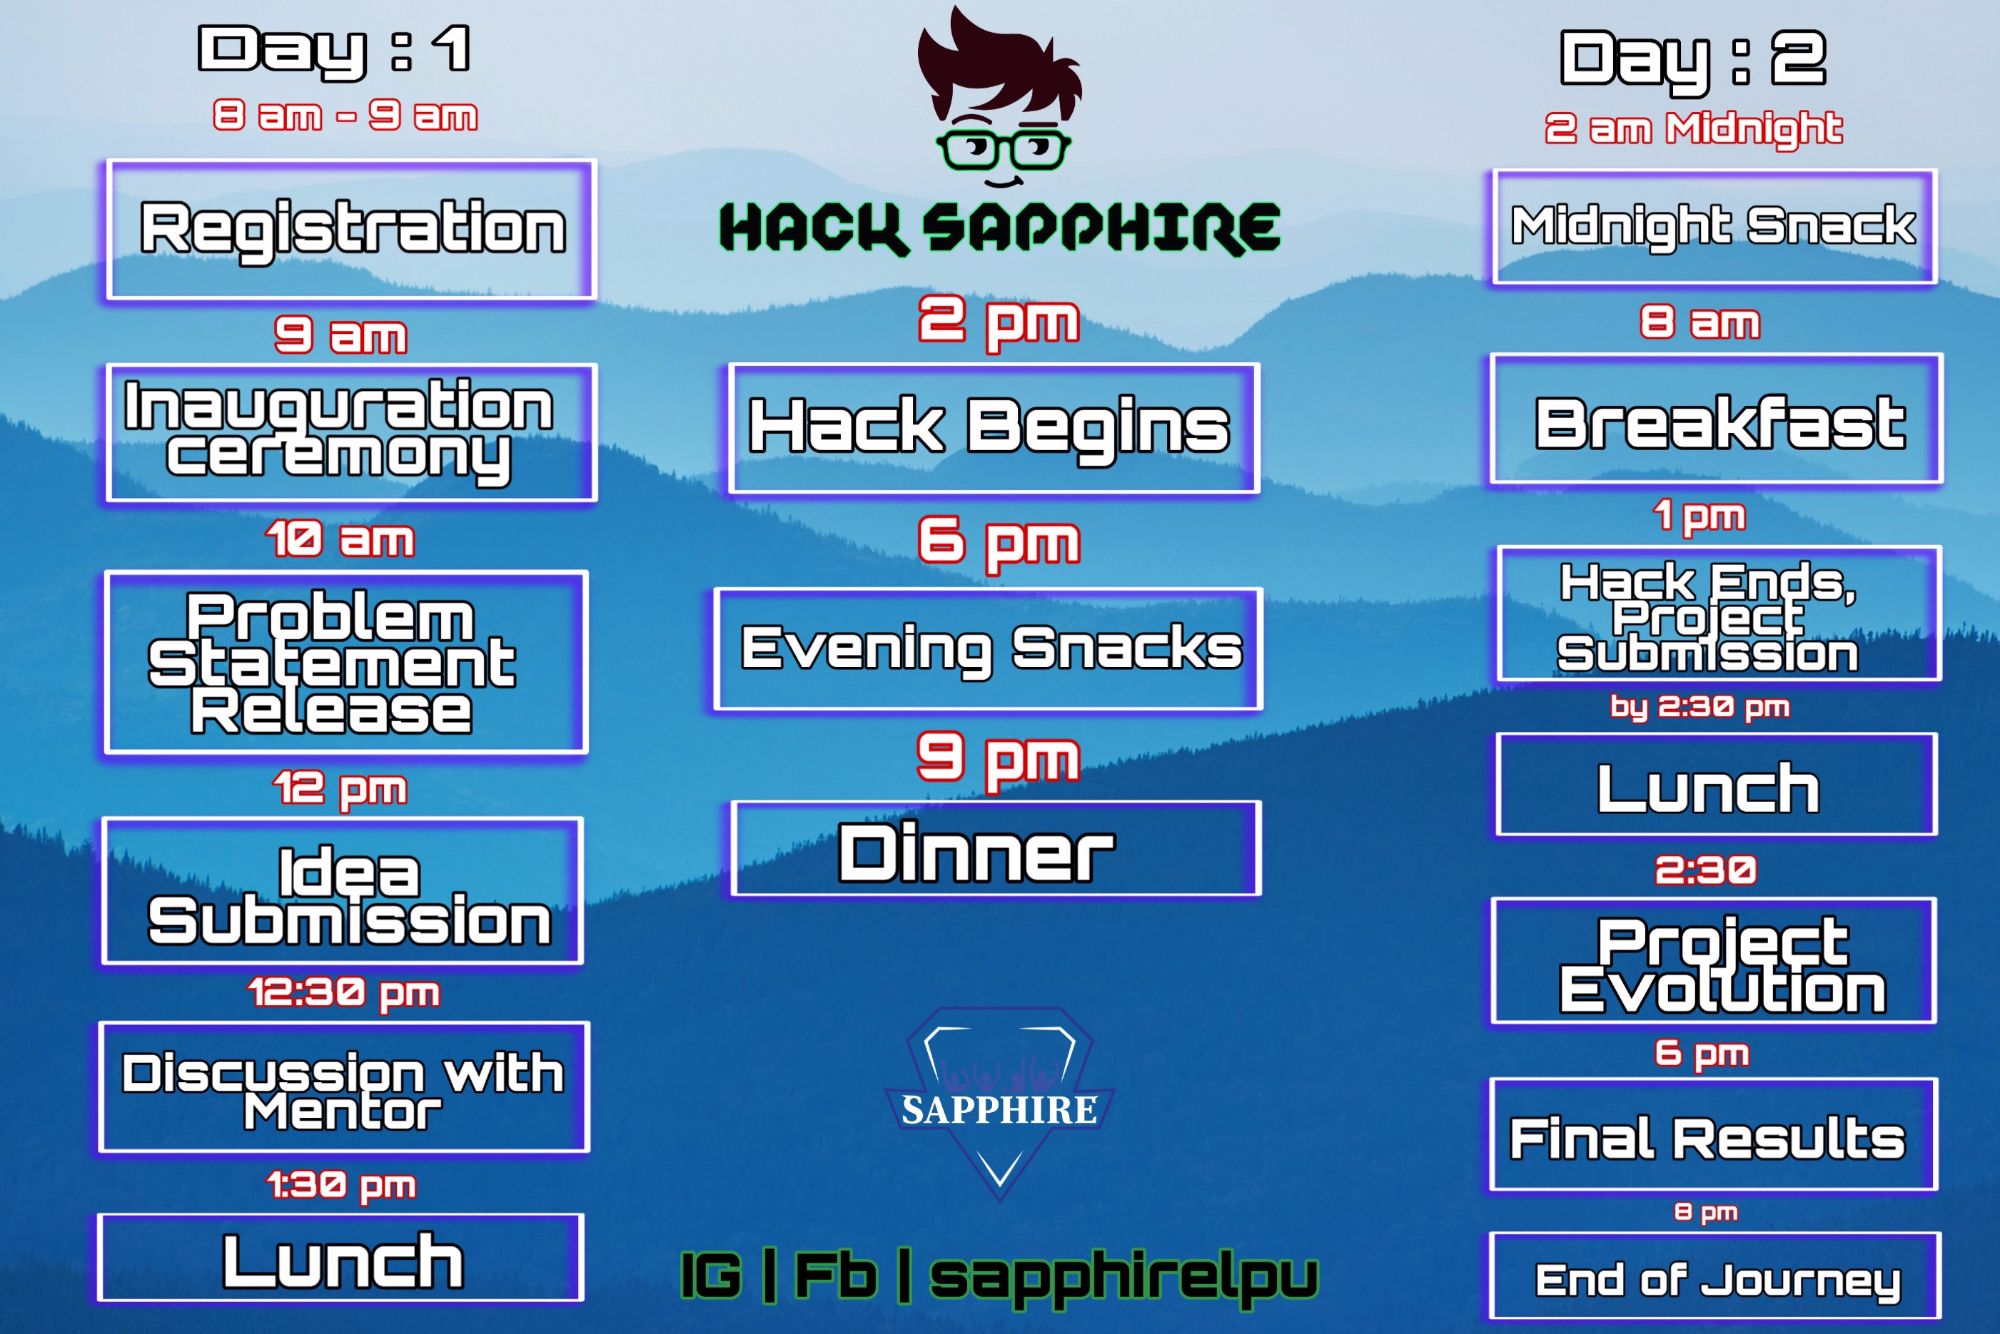 Day : 1
8 am - 9 am
Registration
9 am
Inauguration
ceremony
10 am
Problem
Statement
Release
12 pm
Idea
Submission
12:30 pm
Discussion with
Mentor
1:30 pm
Lunch
HACK SAPPHIRE
2 pm
Hack Begins
6 pm
Evening Snacks
9 pm
Dinner
SAPPHIRE
IG | Fb | sapphirelpu
Day : 2
2 am Midnight
Midnight Snack
8 am
Breakfast
1 pm
Hack Ends,
Project
Submission
by 2:30 pm
Lunch
2:30
Project
Evolution
6 pm
Final Results
8 pm
End of Journey